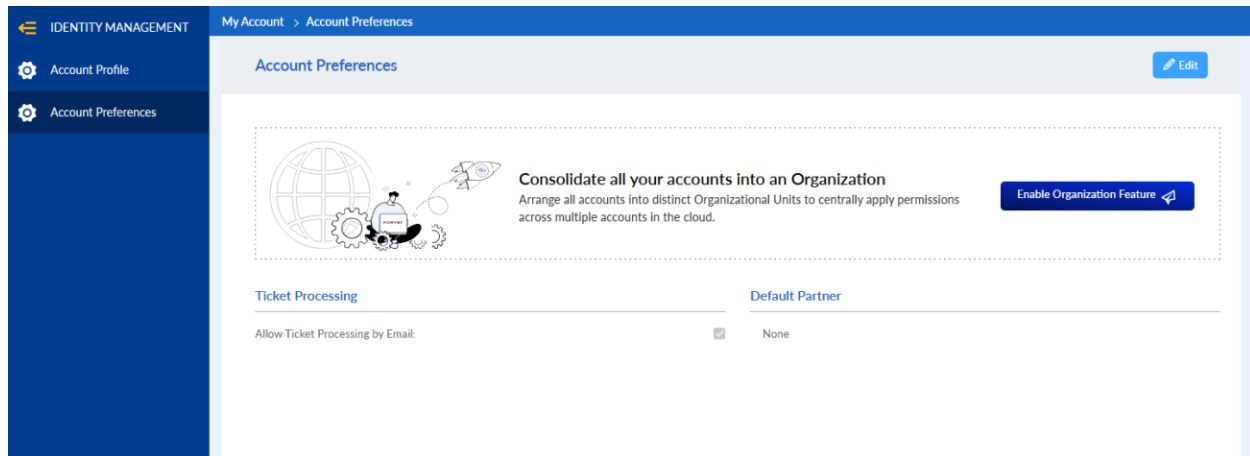 IDENTITY MANAGEMENT
My Account > Account Preferences
Account Profile
Account Preferences
Account Preferences
Edit
Consolidate all your accounts into an Organization
Arrange all accounts into distinct Organizational Units to centrally apply permissions
across multiple accounts in the cloud.
Enable Organization Feature
Ticket Processing
Default Partner
Allow Ticket Processing by Email:
None